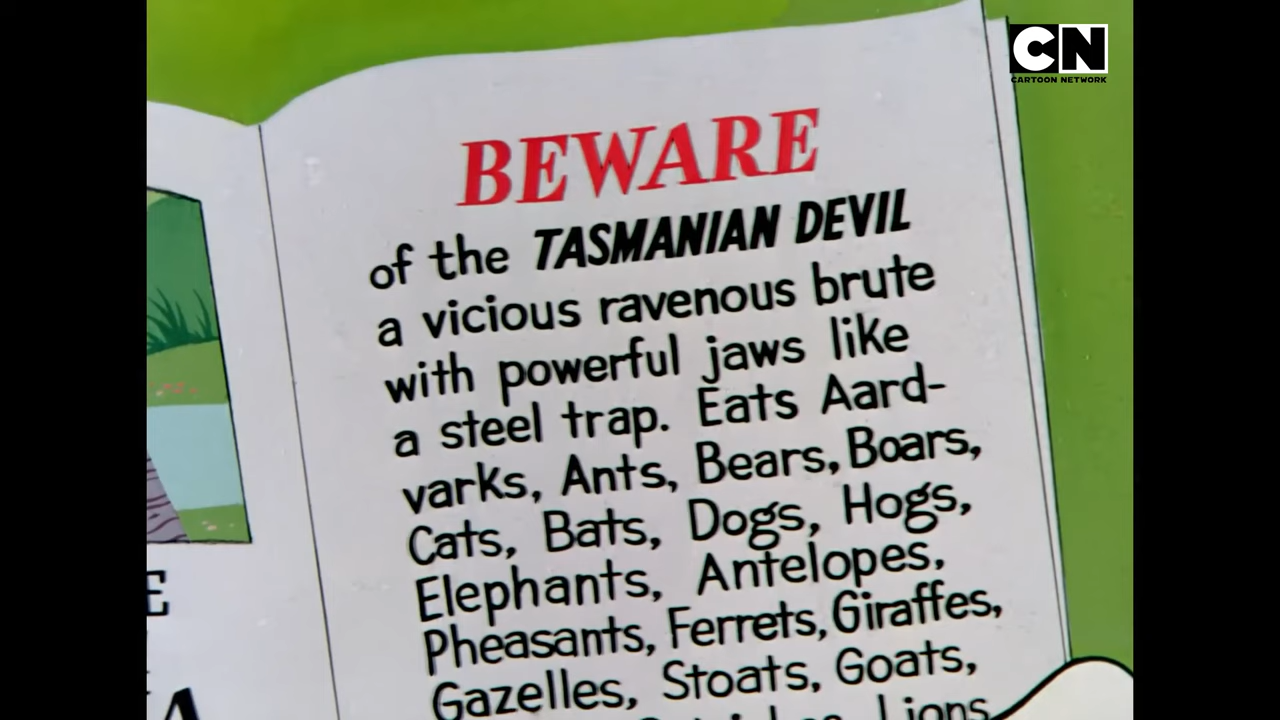 CN
CARTOON NETWORK
BEWARE
of the TASMANIAN DEVIL
a vicious ravenous brute
with powerful jaws like
a steel trap. Eats Aard-
varks, Ants, Bears, Boars,
Cats, Bats, Dogs, Hogs,
Elephants, Antelopes,
Pheasants, Ferrets, Giraffes,
Gazelles, Stoats, Goats,
Lions